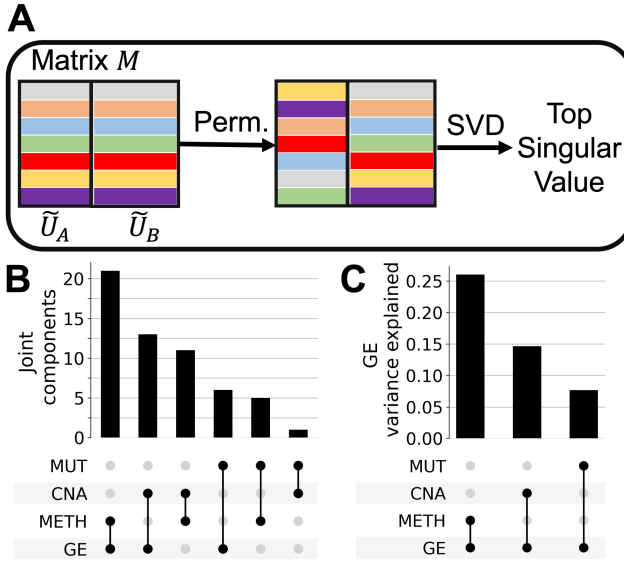 A
Matrix M
Perm.
SVD
Top
Singular
Value
Ũ_A
Ũ_B
B
Joint
components
20
15
10
5
0
MUT
CNA
METH
GE
C
GE
variance explained
0.25
0.20
0.15
0.10
0.05
0.00
MUT
CNA
METH
GE